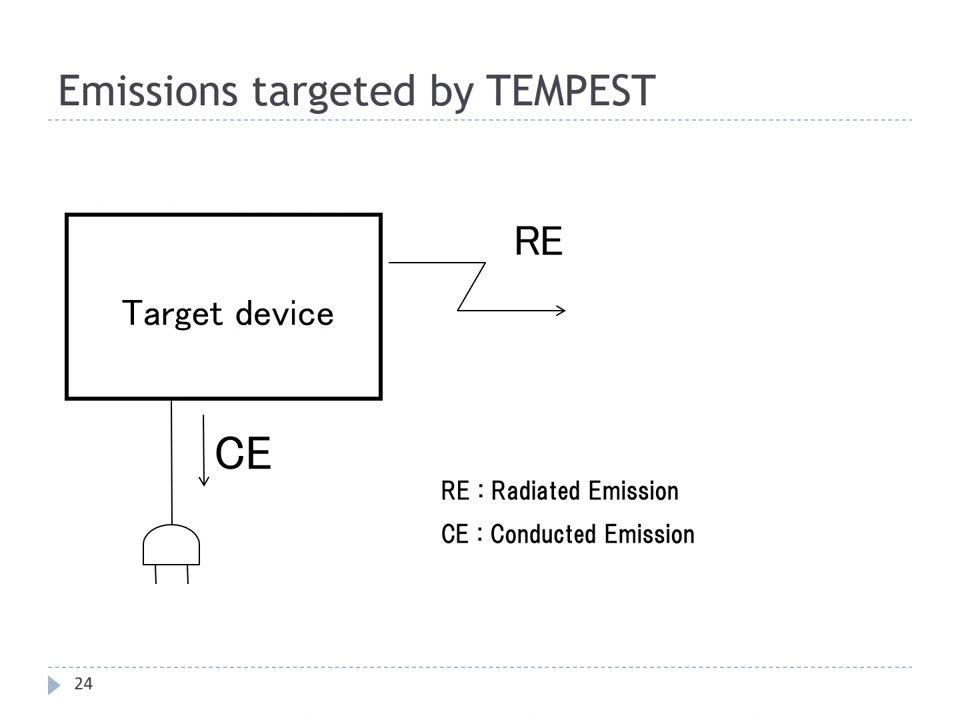 Emissions targeted by TEMPEST
RE
Target device
CE
RE : Radiated Emission
CE : Conducted Emission
24